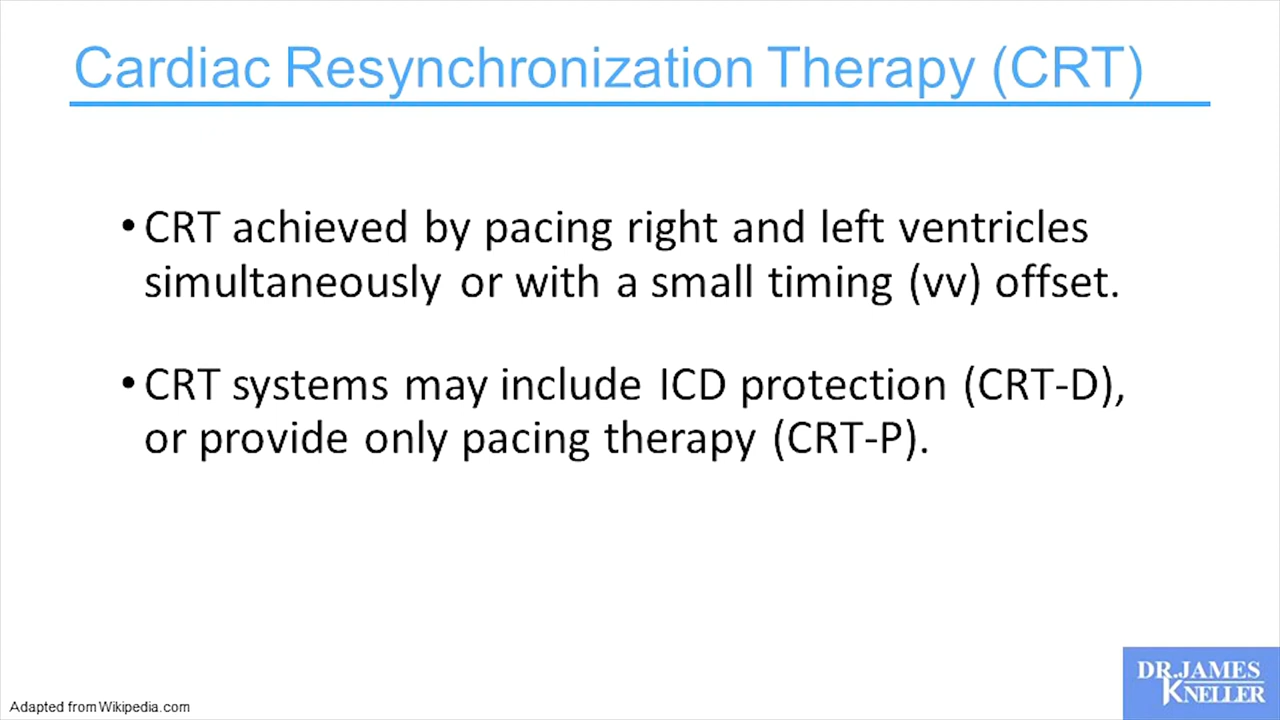 Cardiac Resynchronization Therapy (CRT)
•CRT achieved by pacing right and left ventricles
simultaneously or with a small timing (vv) offset.
•CRT systems may include ICD protection (CRT-D),
or provide only pacing therapy (CRT-P).
DR.JAMES
KNELLER
Adapted from Wikipedia.com